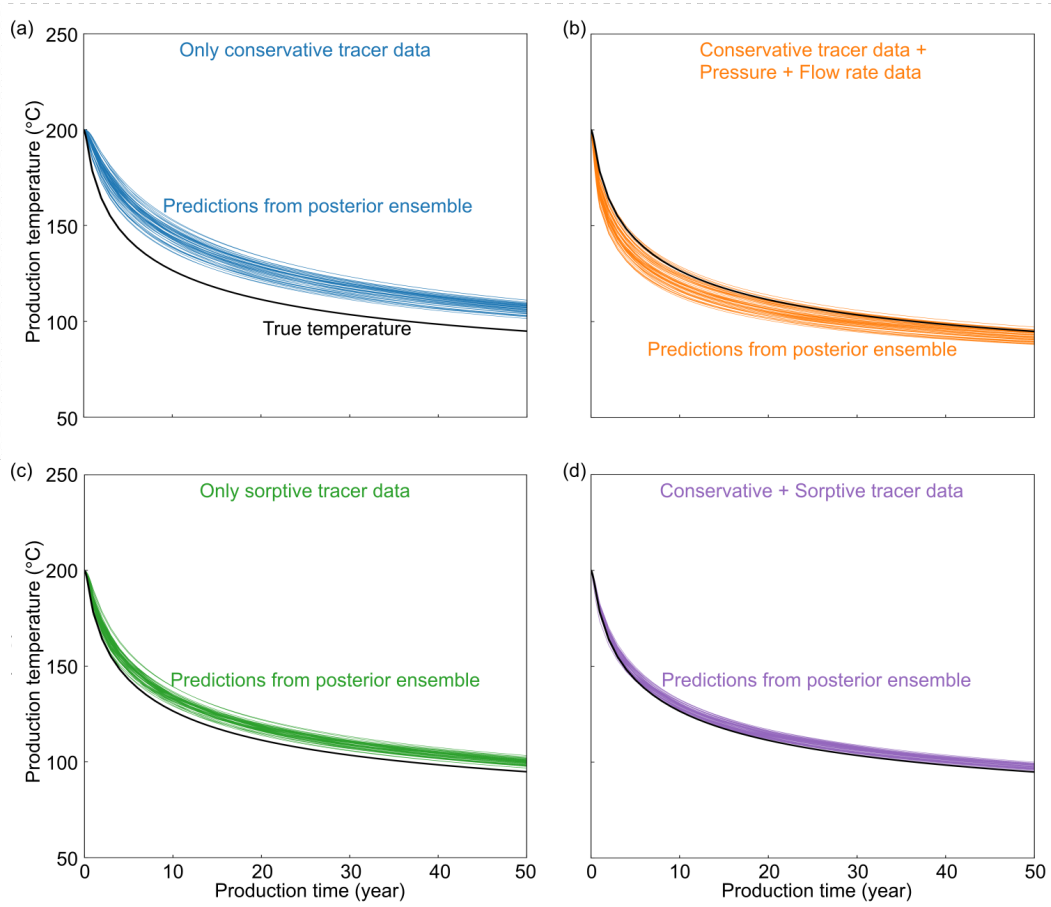 (a)
250
200
150
100
50
Production temperature (°C)
Only conservative tracer data
Predictions from posterior ensemble
True temperature
(b)
Conservative tracer data +
Pressure + Flow rate data
Predictions from posterior ensemble
(c)
250
200
150
100
50
Production temperature (°C)
Only sorptive tracer data
Predictions from posterior ensemble
0 10 20 30 40 50
Production time (year)
(d)
Conservative + Sorptive tracer data
Predictions from posterior ensemble
0 10 20 30 40 50
Production time (year)